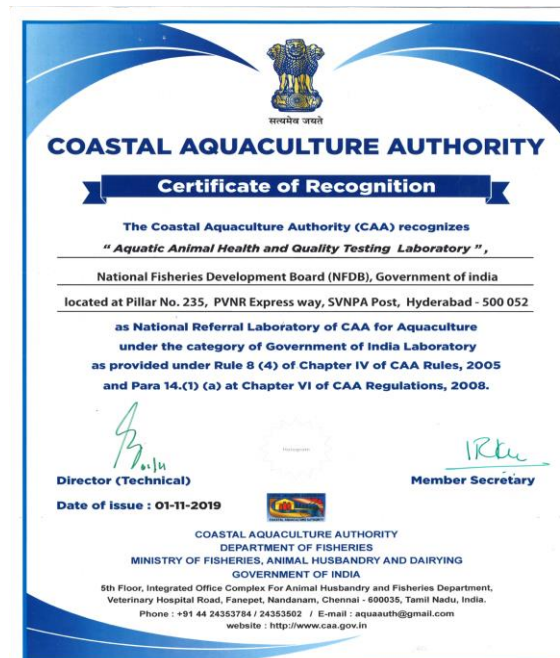 सत्यमेव जयते
COASTAL AQUACULTURE AUTHORITY
Certificate of Recognition
The Coastal Aquaculture Authority (CAA) recognizes
“ Aquatic Animal Health and Quality Testing Laboratory ”,
National Fisheries Development Board (NFDB), Government of india
located at Pillar No. 235, PVNR Express way, SVNPA Post, Hyderabad - 500 052
as National Referral Laboratory of CAA for Aquaculture
under the category of Government of India Laboratory
as provided under Rule 8 (4) of Chapter IV of CAA Rules, 2005
and Para 14.(1) (a) at Chapter VI of CAA Regulations, 2008.
Director (Technical)
Member Secretary
Date of issue : 01-11-2019
COASTAL AQUACULTURE AUTHORITY
COASTAL AQUACULTURE AUTHORITY
DEPARTMENT OF FISHERIES
MINISTRY OF FISHERIES, ANIMAL HUSBANDRY AND DAIRYING
GOVERNMENT OF INDIA
5th Floor, Integrated Office Complex For Animal Husbandry and Fisheries Department,
Veterinary Hospital Road, Fanepet, Nandanam, Chennai - 600035, Tamil Nadu, India.
Phone : +91 44 24353784 / 24353502 / E-mail : aquaauth@gmail.com
website : http://www.caa.gov.in